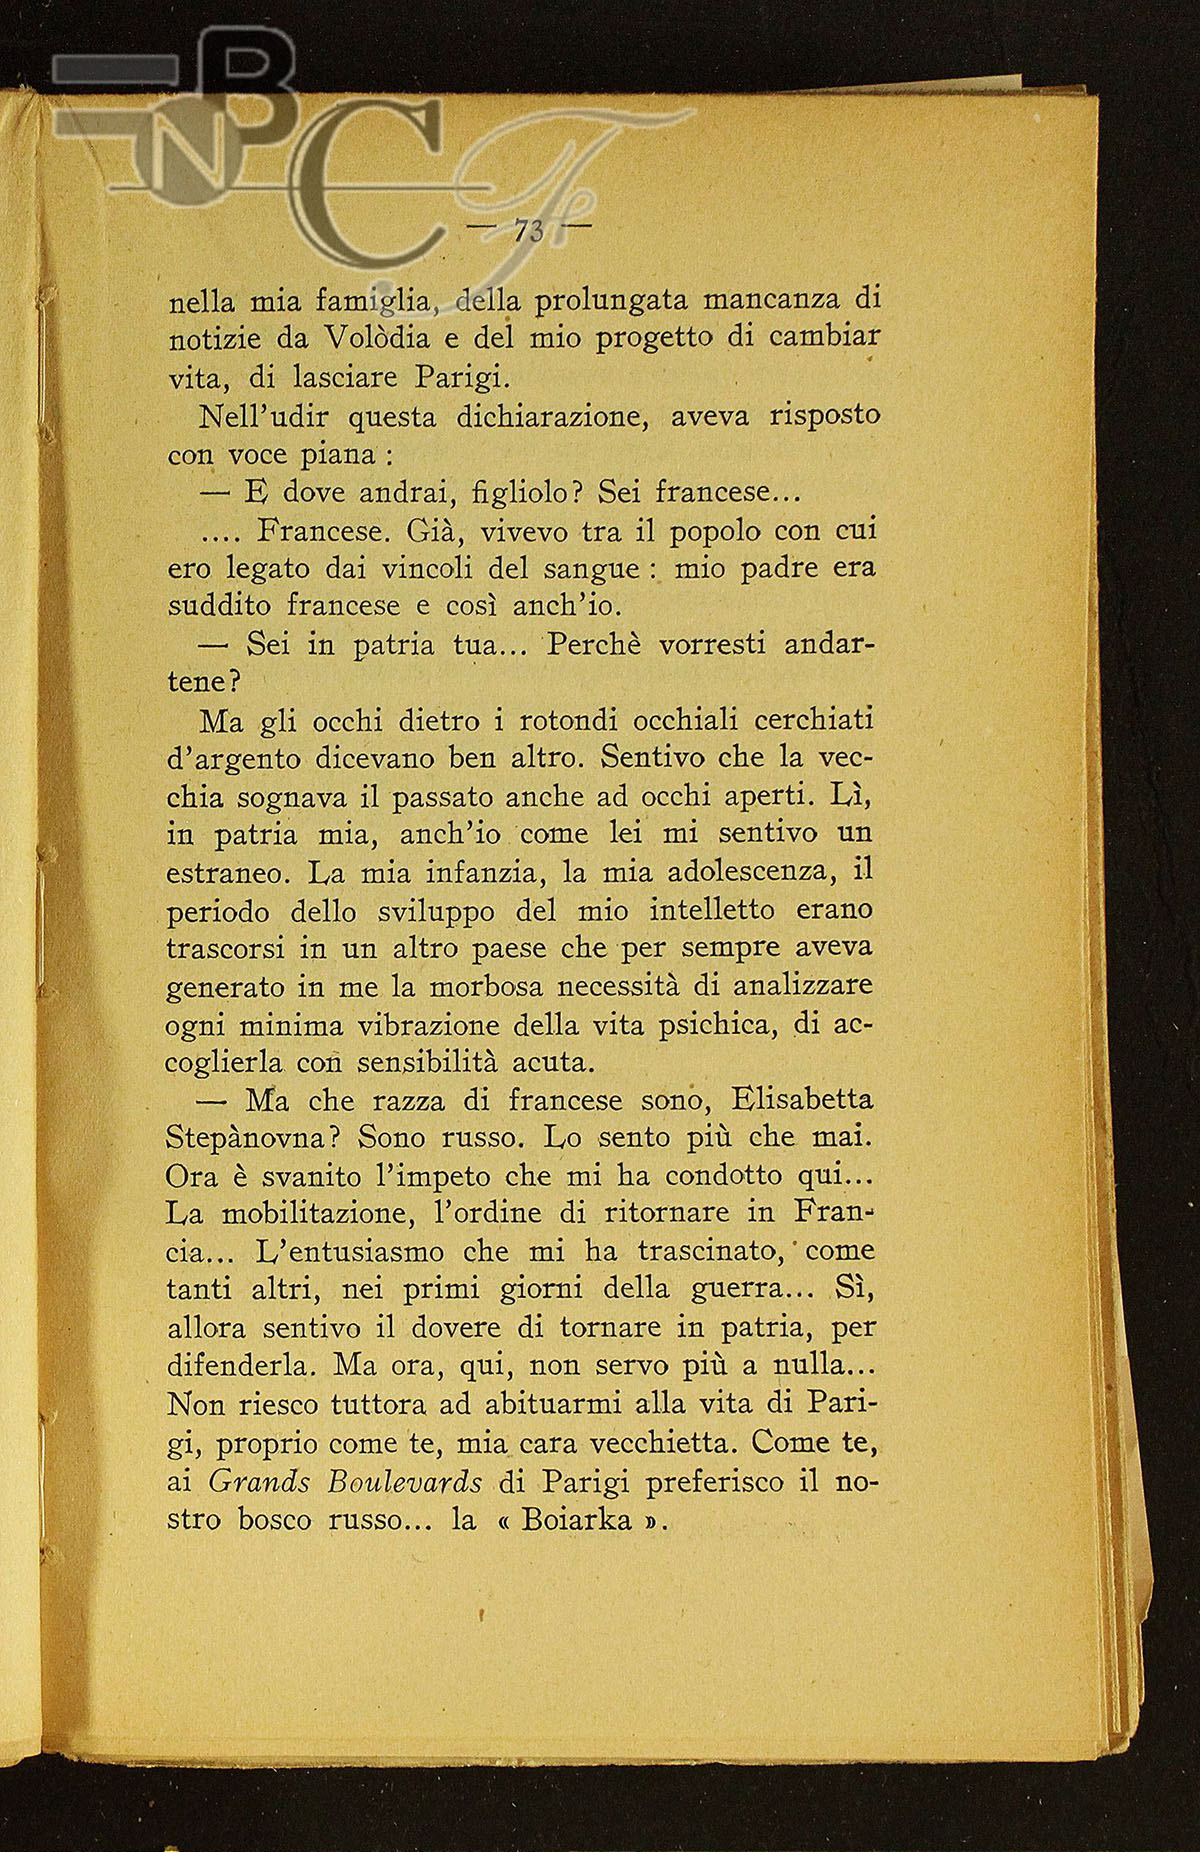 NBCF
— 73 —
nella mia famiglia, della prolungata mancanza di
notizie da Volòdia e del mio progetto di cambiar
vita, di lasciare Parigi.
Nell'udir questa dichiarazione, aveva risposto
con voce piana :
— E dove andrai, figliolo? Sei francese...
.... Francese. Già, vivevo tra il popolo con cui
ero legato dai vincoli del sangue : mio padre era
suddito francese e così anch'io.
— Sei in patria tua... Perchè vorresti andar-
tene?
Ma gli occhi dietro i rotondi occhiali cerchiati
d'argento dicevano ben altro. Sentivo che la vec-
chia sognava il passato anche ad occhi aperti. Lì,
in patria mia, anch'io come lei mi sentivo un
estraneo. La mia infanzia, la mia adolescenza, il
periodo dello sviluppo del mio intelletto erano
trascorsi in un altro paese che per sempre aveva
generato in me la morbosa necessità di analizzare
ogni minima vibrazione della vita psichica, di ac-
coglierla con sensibilità acuta.
— Ma che razza di francese sono, Elisabetta
Stepànovna? Sono russo. Lo sento più che mai.
Ora è svanito l'impeto che mi ha condotto qui...
La mobilitazione, l'ordine di ritornare in Fran-
cia... L'entusiasmo che mi ha trascinato, come
tanti altri, nei primi giorni della guerra... Sì,
allora sentivo il dovere di tornare in patria, per
difenderla. Ma ora, qui, non servo più a nulla...
Non riesco tuttora ad abituarmi alla vita di Pari-
gi, proprio come te, mia cara vecchietta. Come te,
ai Grands Boulevards di Parigi preferisco il no-
stro bosco russo... la « Boiarka ».